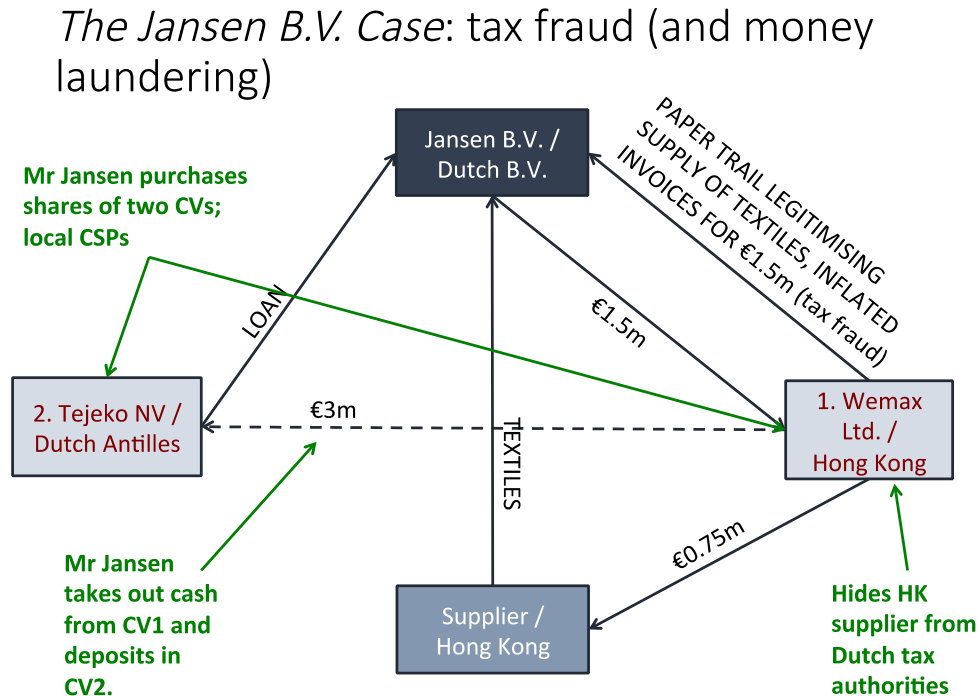 The Jansen B.V. Case: tax fraud (and money
laundering)
Jansen B.V. /
Dutch B.V.
PAPER TRAIL LEGITIMISING
SUPPLY OF TEXTILES, INFLATED
INVOICES FOR €1.5m (tax fraud)
Mr Jansen purchases
shares of two CVs;
local CSPs
LOAN
€1.5m
2. Tejeko NV /
Dutch Antilles
€3m
1. Wemax
Ltd. /
Hong Kong
TEXTILES
€0.75m
Mr Jansen
takes out cash
from CV1 and
deposits in
CV2.
Supplier /
Hong Kong
Hides HK
supplier from
Dutch tax
authorities